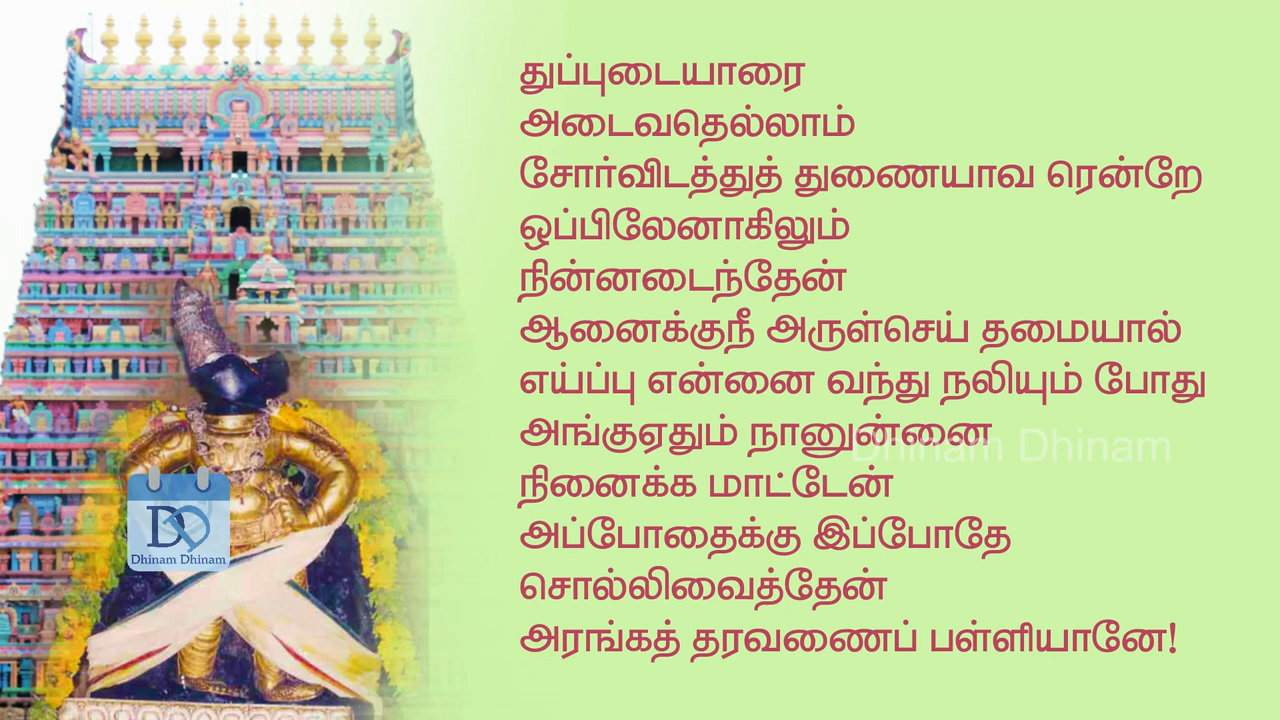 துப்புடையாரை
அடைவதெல்லாம்
சோர்விடத்துத் துணையாவ ரென்றே
ஒப்பிலேனாகிலும்
நின்னடைந்தேன்
ஆனைக்குநீ அருள்செய் தமையால்
எய்ப்பு என்னை வந்து நலியும் போது
அங்குஏதும் நானுன்னை
Dhinam Dhinam
நினைக்க மாட்டேன்
அப்போதைக்கு இப்போதே
சொல்லிவைத்தேன்
அரங்கத் தரவணைப் பள்ளியானே!
DD
Dhinam Dhinam